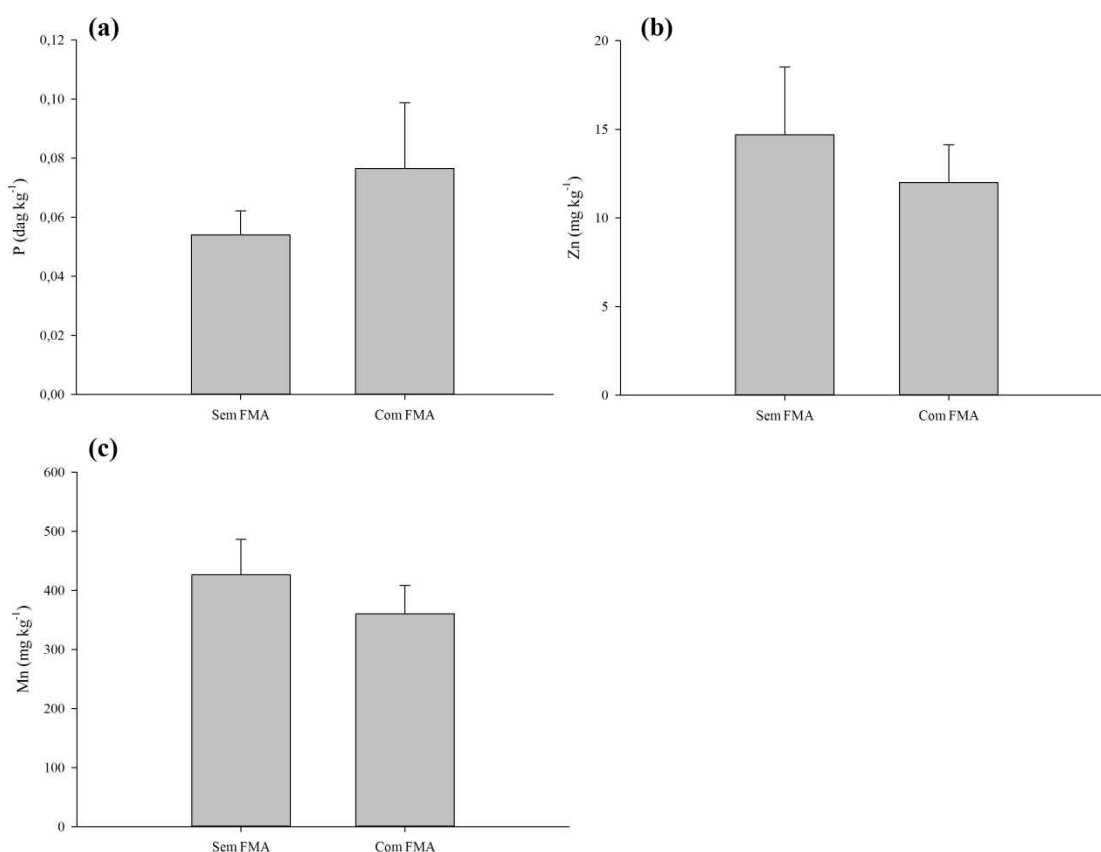 (a)
0,12
0,10
0,08
0,06
0,04
0,02
0,00
P (dag kg⁻¹)
Sem FMA Com FMA
(b)
20
15
10
5
0
Zn (mg kg⁻¹)
Sem FMA Com FMA
(c)
600
500
400
300
200
100
0
Mn (mg kg⁻¹)
Sem FMA Com FMA